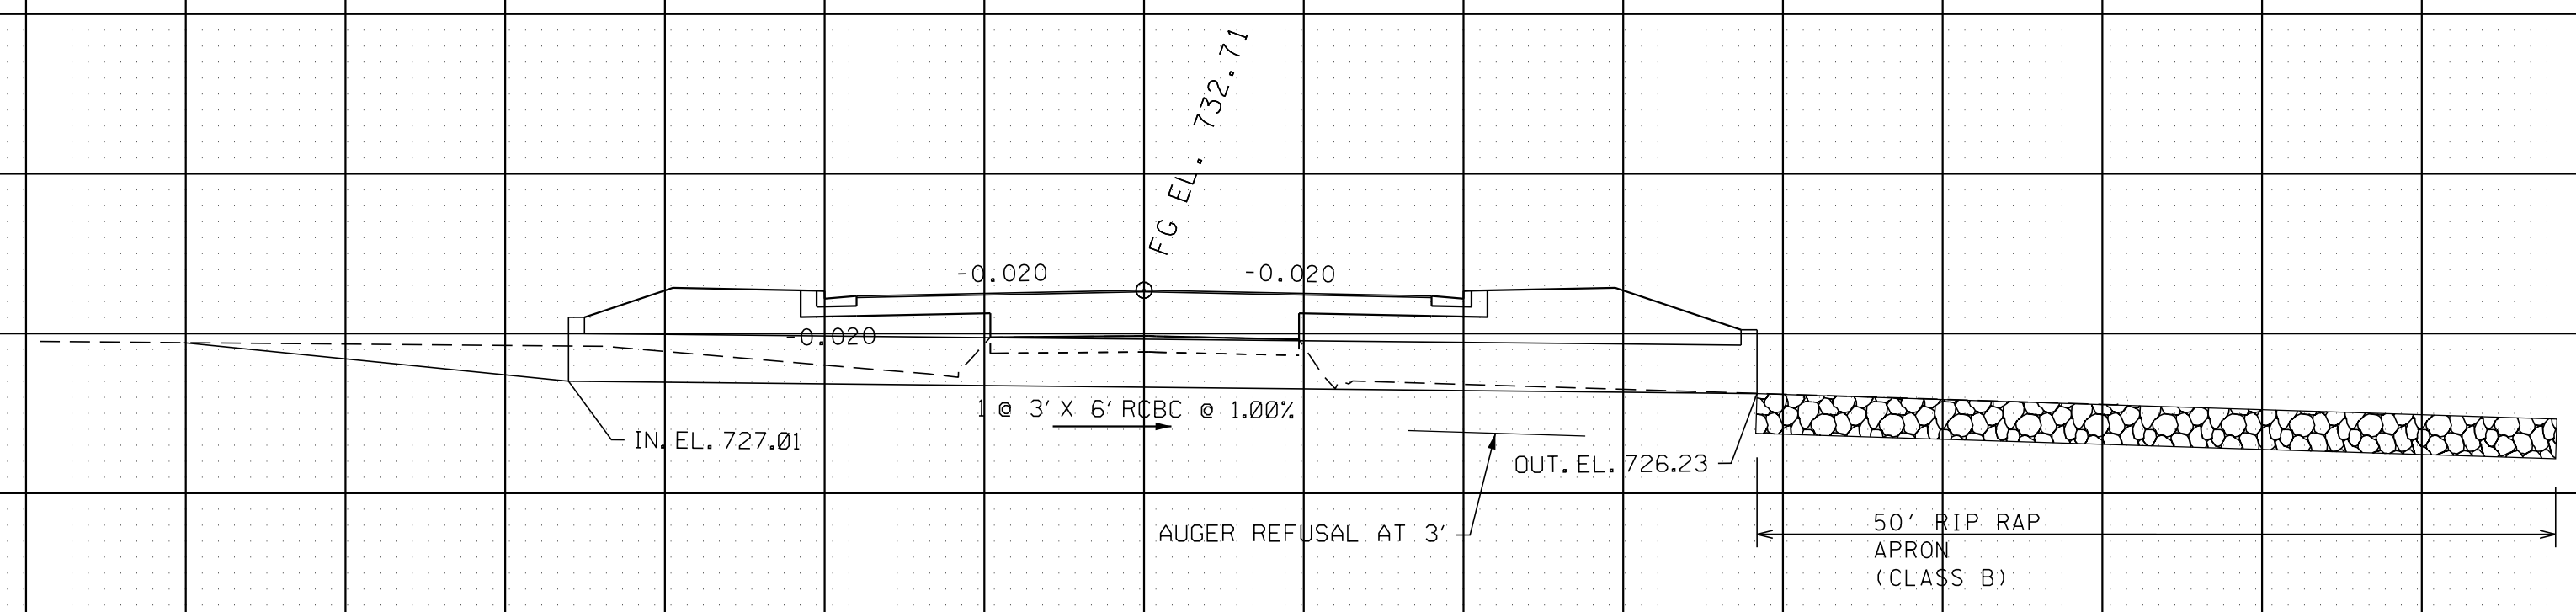 FG EL. 732.71
-0.020
-0.020
-0.020
1 @ 3' X 6' RCBC @ 1.00%
IN. EL. 727.01
OUT. EL. 726.23
AUGER REFUSAL AT 3'
50' RIP RAP
APRON
(CLASS B)